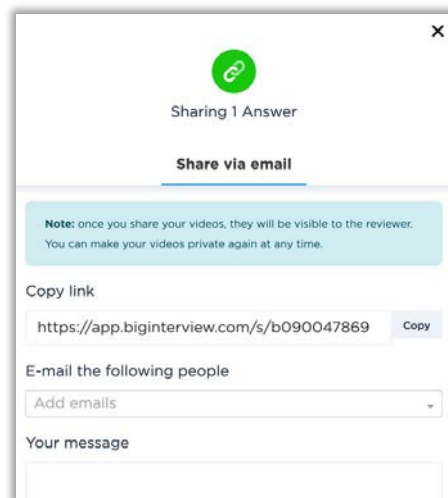 Sharing 1 Answer
Share via email
Note: once you share your videos, they will be visible to the reviewer.
You can make your videos private again at any time.
Copy link
https://app.biginterview.com/s/b090047869 Copy
E-mail the following people
Add emails
Your message